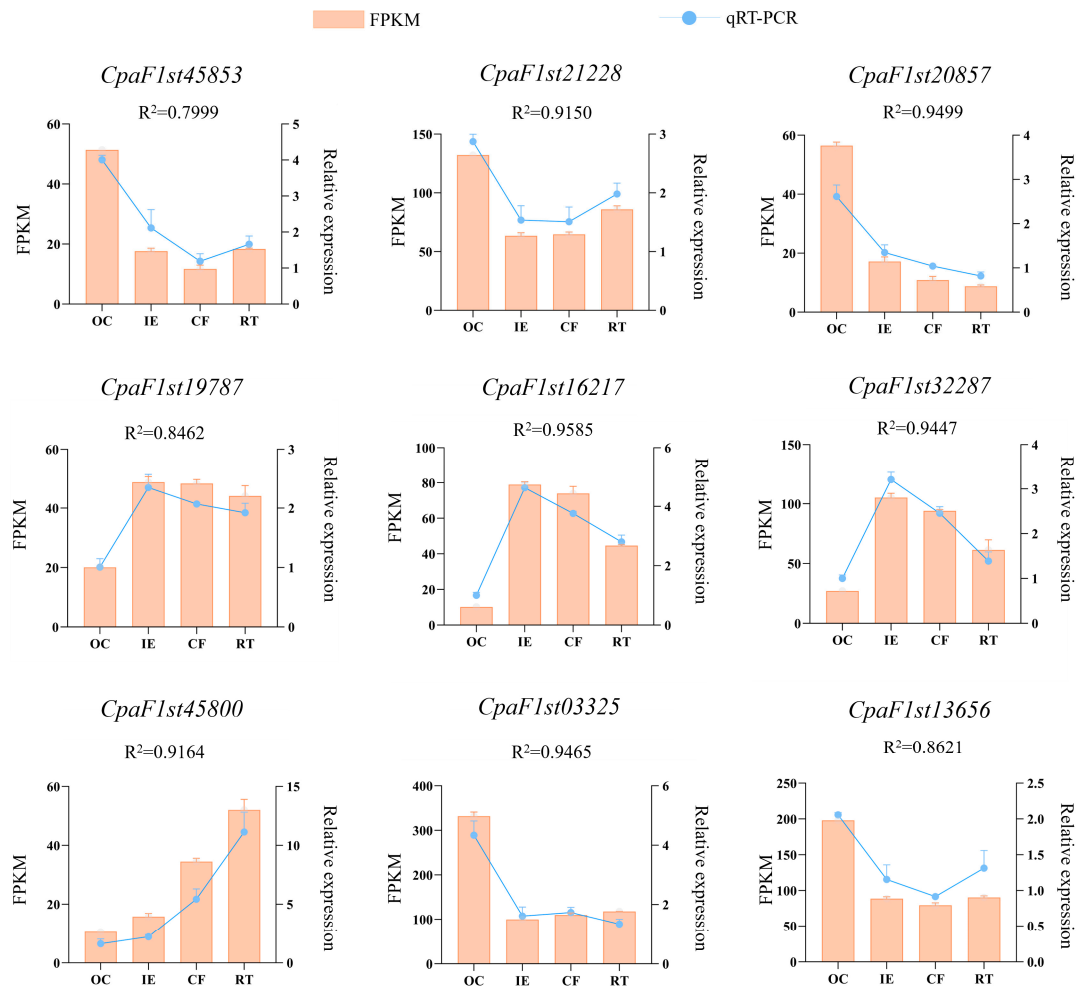 FPKM
qRT-PCR
CpaF1st45853
R²=0.7999
60
40
20
0
FPKM
5
4
3
2
1
0
Relative expression
OC IE CF RT
CpaF1st21228
R²=0.9150
150
100
50
0
FPKM
3
2
1
0
Relative expression
OC IE CF RT
CpaF1st20857
R²=0.9499
60
40
20
0
FPKM
4
3
2
1
0
Relative expression
OC IE CF RT
CpaF1st19787
R²=0.8462
60
40
20
0
FPKM
3
2
1
0
Relative expression
OC IE CF RT
CpaF1st16217
R²=0.9585
100
80
60
40
20
0
FPKM
6
4
2
0
Relative expression
OC IE CF RT
CpaF1st32287
R²=0.9447
150
100
50
0
FPKM
4
3
2
1
0
Relative expression
OC IE CF RT
CpaF1st45800
R²=0.9164
60
40
20
0
FPKM
15
10
5
0
Relative expression
OC IE CF RT
CpaF1st03325
R²=0.9465
400
300
200
100
0
FPKM
6
4
2
0
Relative expression
OC IE CF RT
CpaF1st13656
R²=0.8621
250
200
150
100
50
0
FPKM
2.5
2.0
1.5
1.0
0.5
0.0
Relative expression
OC IE CF RT